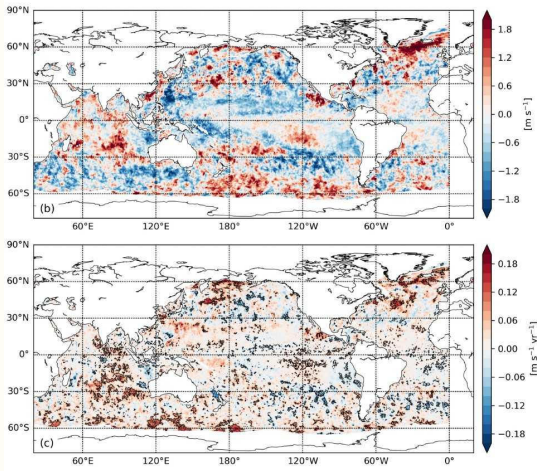 90°N
60°N
30°N
0°
30°S
60°S
(b)
60°E 120°E 180° 120°W 60°W 0°
1.8
1.2
0.6
0.0
−0.6
−1.2
−1.8
[m s⁻¹]
90°N
60°N
30°N
0°
30°S
60°S
(c)
60°E 120°E 180° 120°W 60°W 0°
0.18
0.12
0.06
0.00
−0.06
−0.12
−0.18
[m s⁻¹ yr⁻¹]